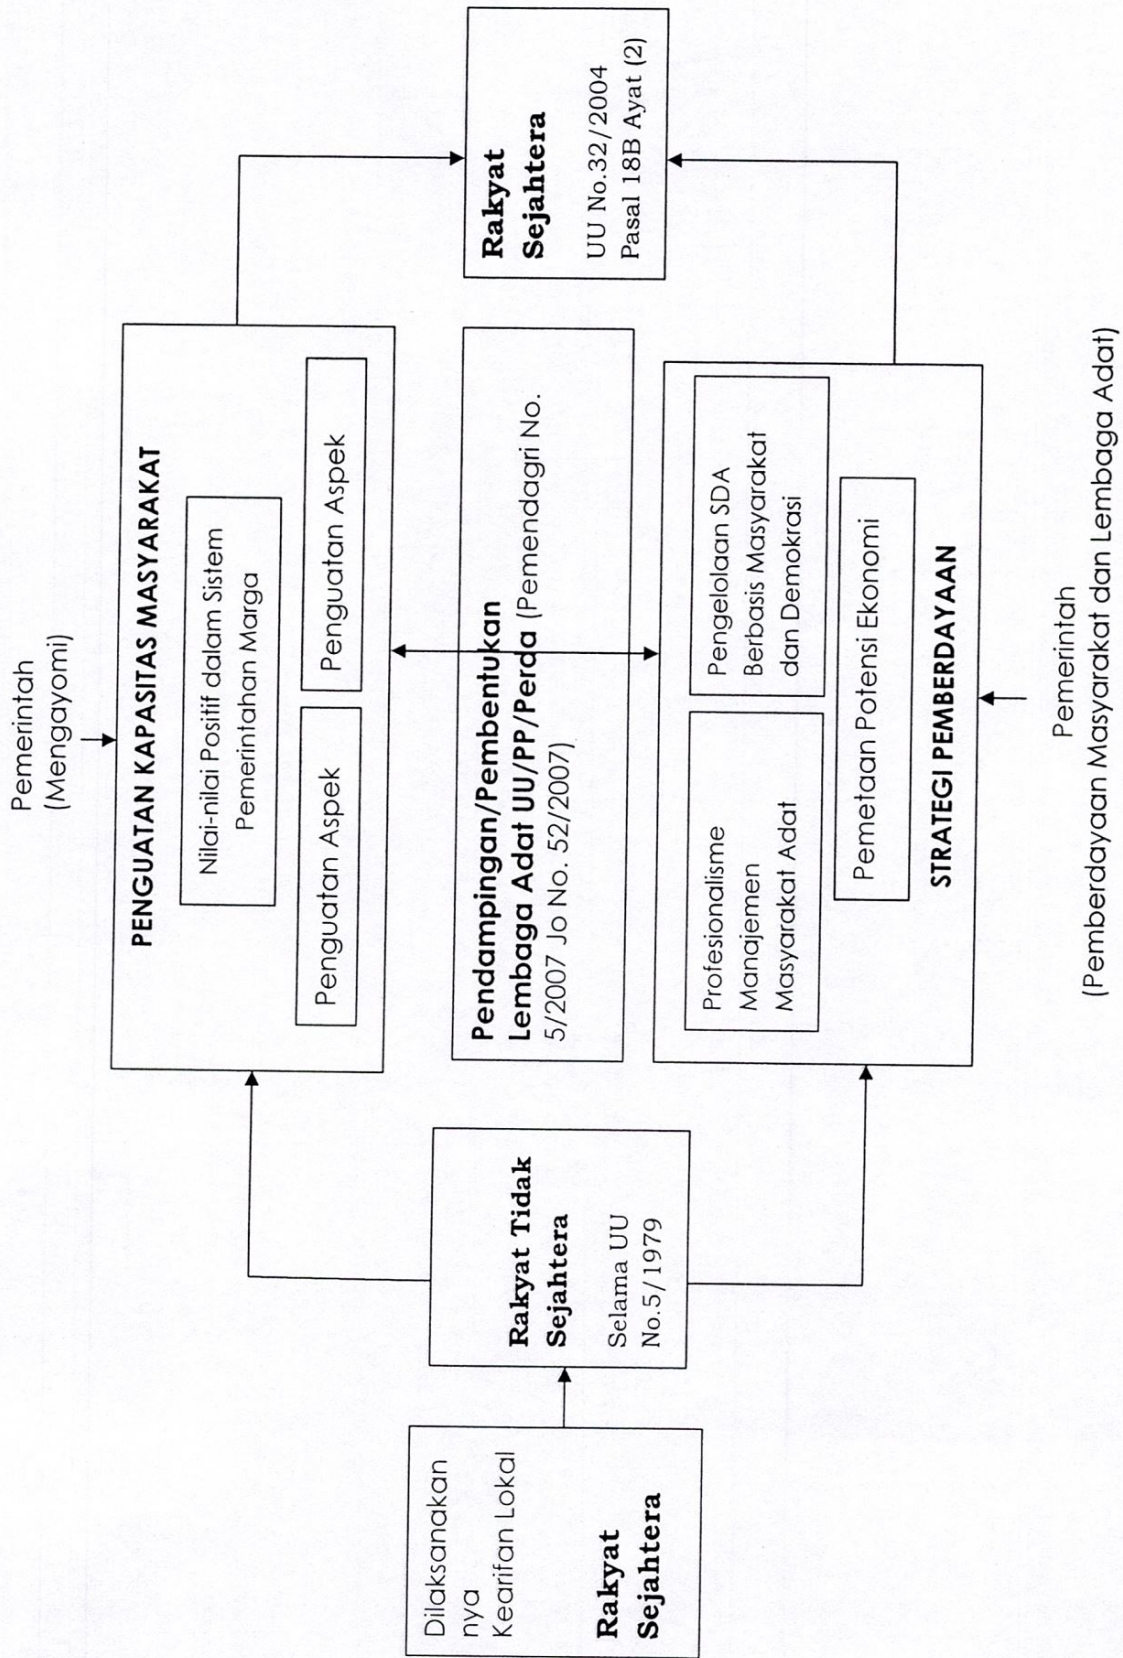 Pemerintah
(Mengayomi)
PENGUATAN KAPASITAS MASYARAKAT
Nilai-nilai Positif dalam Sistem
Pemerintahan Marga
Penguatan Aspek
Penguatan Aspek
Dilaksanakan
nya
Kearifan Lokal
Rakyat
Sejahtera
Rakyat Tidak
Sejahtera
Selama UU
No.5/1979
Pendampingan/Pembentukan
Lembaga Adat UU/PP/Perda (Pemendagri No.
5/2007 Jo No. 52/2007)
Rakyat
Sejahtera
UU No.32/2004
Pasal 18B Ayat (2)
Profesionalisme
Manajemen
Masyarakat Adat
Pengelolaan SDA
Berbasis Masyarakat
dan Demokrasi
Pemetaan Potensi Ekonomi
STRATEGI PEMBERDAYAAN
Pemerintah
(Pemberdayaan Masyarakat dan Lembaga Adat)